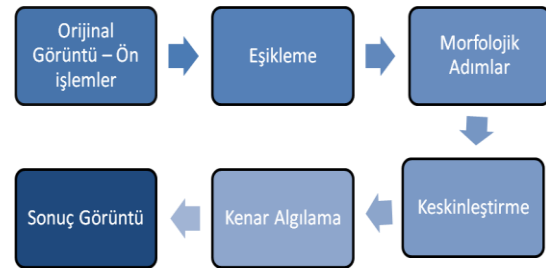 Orijinal
Görüntü – Ön
işlemler
Eşikleme
Morfolojik
Adımlar
Keskinleştirme
Kenar Algılama
Sonuç Görüntü